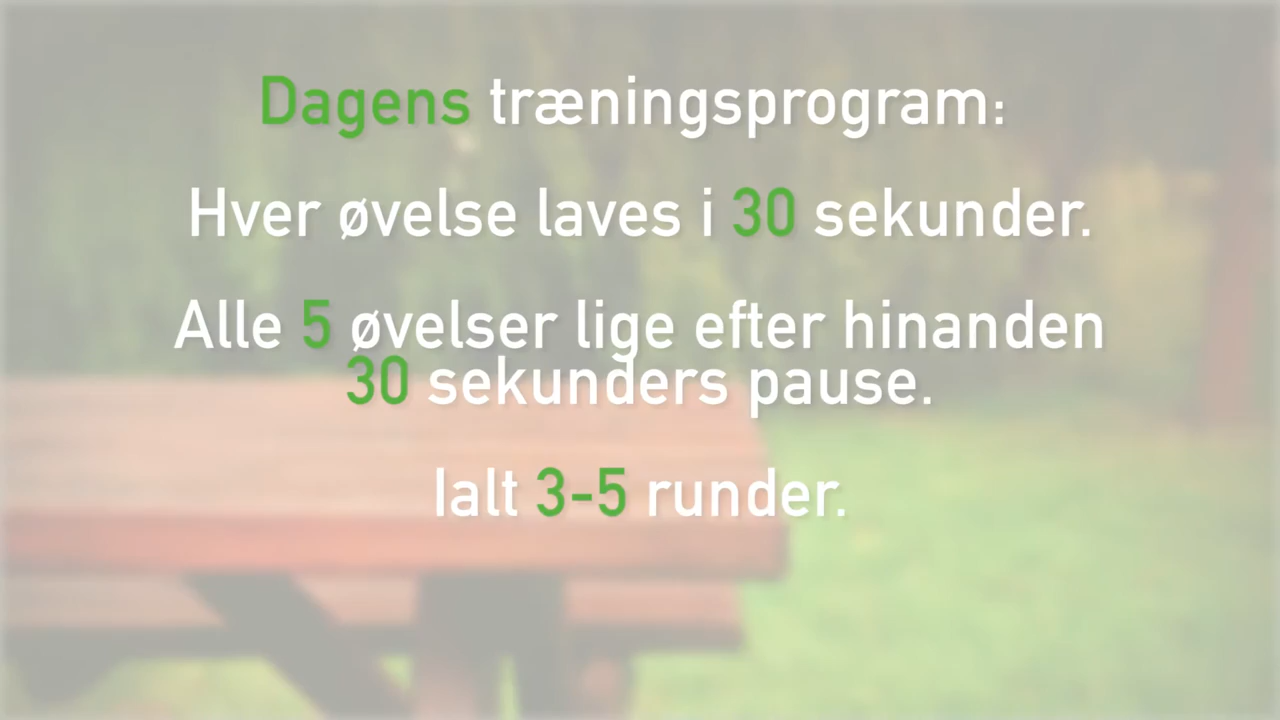 Dagens træningsprogram:
Hver øvelse laves i 30 sekunder.
Alle 5 øvelser lige efter hinanden
30 sekunders pause.
Ialt 3-5 runder.